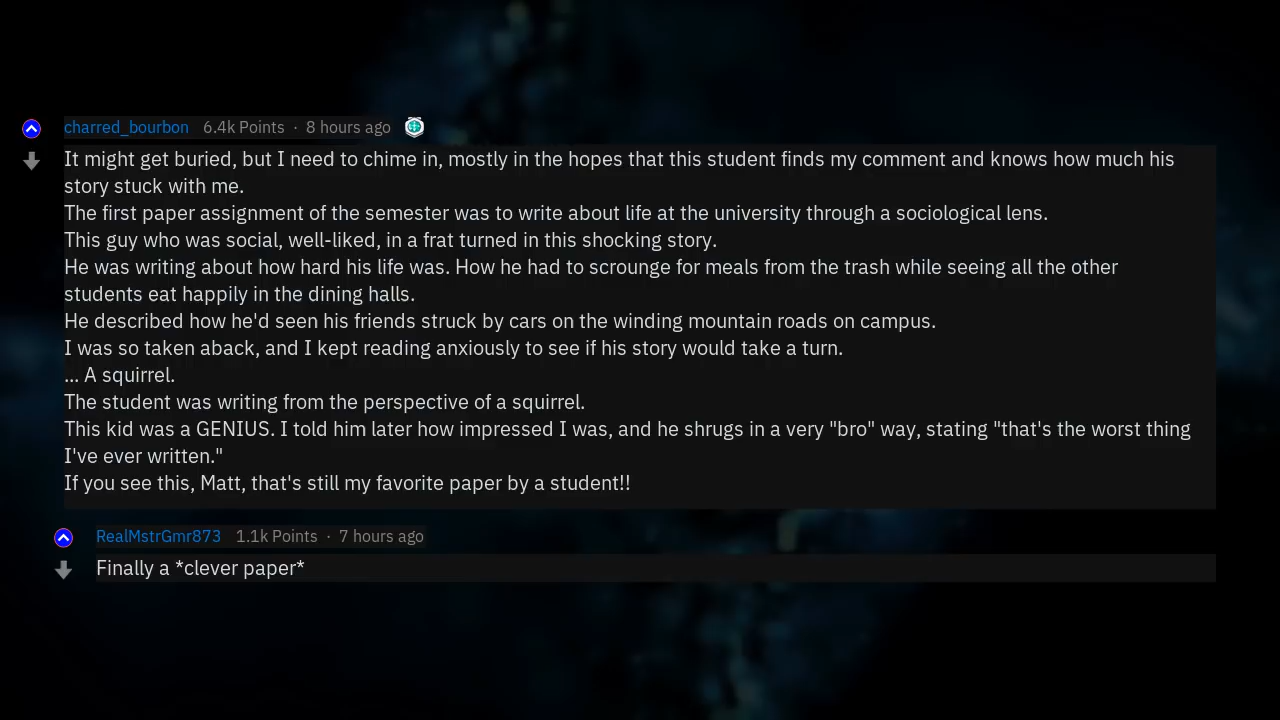 charred_bourbon 6.4k Points · 8 hours ago
It might get buried, but I need to chime in, mostly in the hopes that this student finds my comment and knows how much his
story stuck with me.
The first paper assignment of the semester was to write about life at the university through a sociological lens.
This guy who was social, well-liked, in a frat turned in this shocking story.
He was writing about how hard his life was. How he had to scrounge for meals from the trash while seeing all the other
students eat happily in the dining halls.
He described how he'd seen his friends struck by cars on the winding mountain roads on campus.
I was so taken aback, and I kept reading anxiously to see if his story would take a turn.
... A squirrel.
The student was writing from the perspective of a squirrel.
This kid was a GENIUS. I told him later how impressed I was, and he shrugs in a very "bro" way, stating "that's the worst thing
I've ever written."
If you see this, Matt, that's still my favorite paper by a student!!
RealMstrGmr873 1.1k Points · 7 hours ago
Finally a *clever paper*